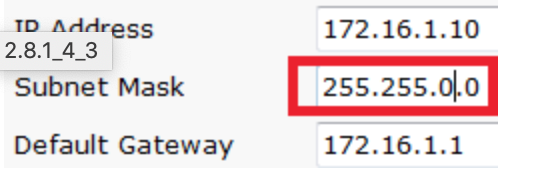 IP Address 172.16.1.10
2.8.1_4_3
Subnet Mask 255.255.0.0
Default Gateway 172.16.1.1